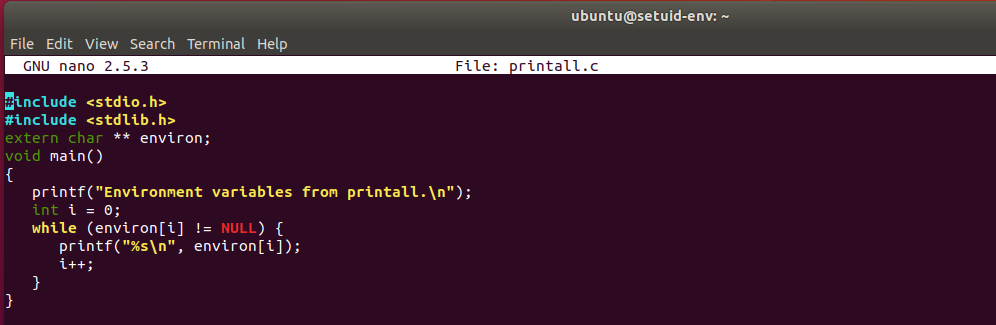 ubuntu@setuid-env: ~
File Edit View Search Terminal Help
GNU nano 2.5.3 File: printall.c
#include <stdio.h>
#include <stdlib.h>
extern char ** environ;
void main()
{
   printf("Environment variables from printall.\n");
   int i = 0;
   while (environ[i] != NULL) {
      printf("%s\n", environ[i]);
      i++;
   }
}